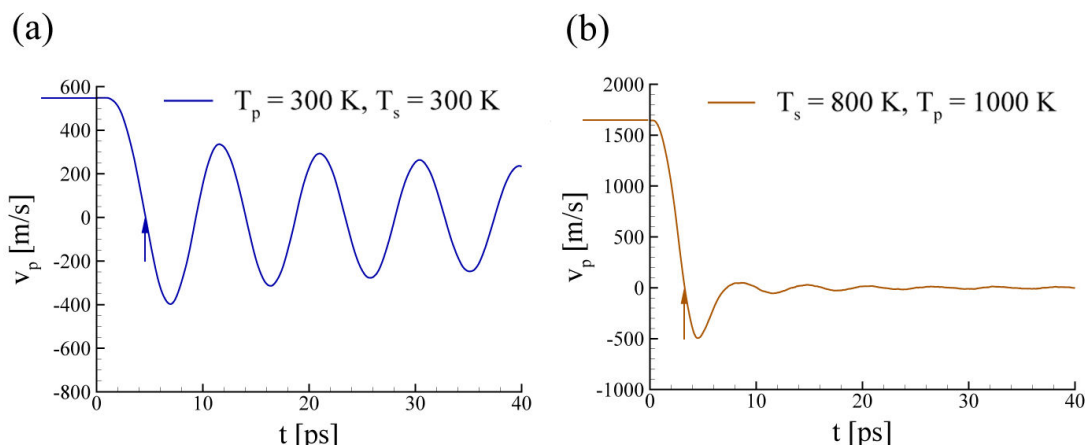 (a)
v_p [m/s]
600
400
200
0
-200
-400
-600
-800
T_p = 300 K, T_s = 300 K
0 10 20 30 40
t [ps]
(b)
v_p [m/s]
2000
1500
1000
500
0
-500
-1000
T_s = 800 K, T_p = 1000 K
0 10 20 30 40
t [ps]